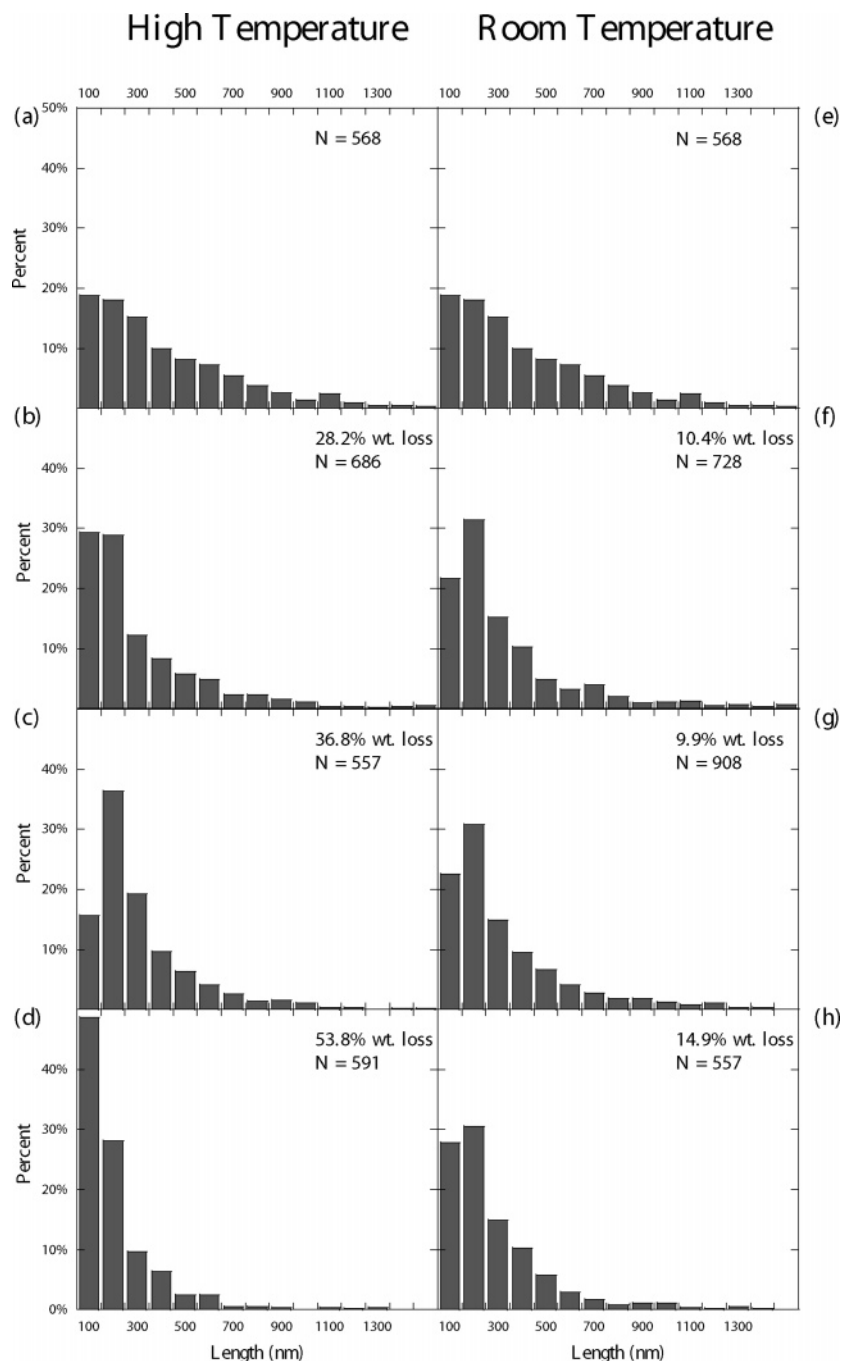 High Temperature Room Temperature
100 300 500 700 900 1100 1300 100 300 500 700 900 1100 1300
(a) 50% (e)
N = 568 N = 568
40%
30%
Percent
20%
10%
(b) (f)
28.2% wt. loss 10.4% wt. loss
N = 686 N = 728
40%
30%
Percent
20%
10%
(c) (g)
36.8% wt. loss 9.9% wt. loss
N = 557 N = 908
40%
30%
Percent
20%
10%
(d) (h)
53.8% wt. loss 14.9% wt. loss
N = 591 N = 557
40%
30%
Percent
20%
10%
0%
100 300 500 700 900 1100 1300 100 300 500 700 900 1100 1300
Length (nm) Length (nm)